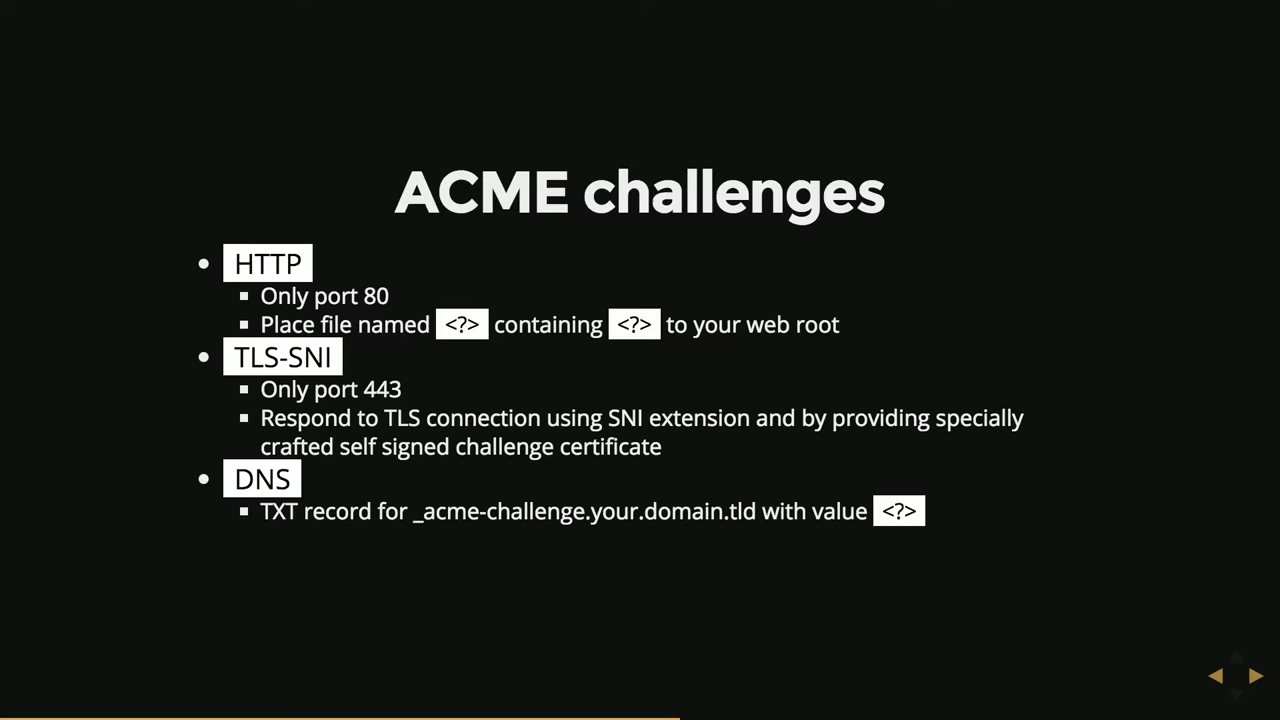 ACME challenges
HTTP
Only port 80
Place file named <?> containing <?> to your web root
TLS-SNI
Only port 443
Respond to TLS connection using SNI extension and by providing specially
crafted self signed challenge certificate
DNS
TXT record for _acme-challenge.your.domain.tld with value <?>